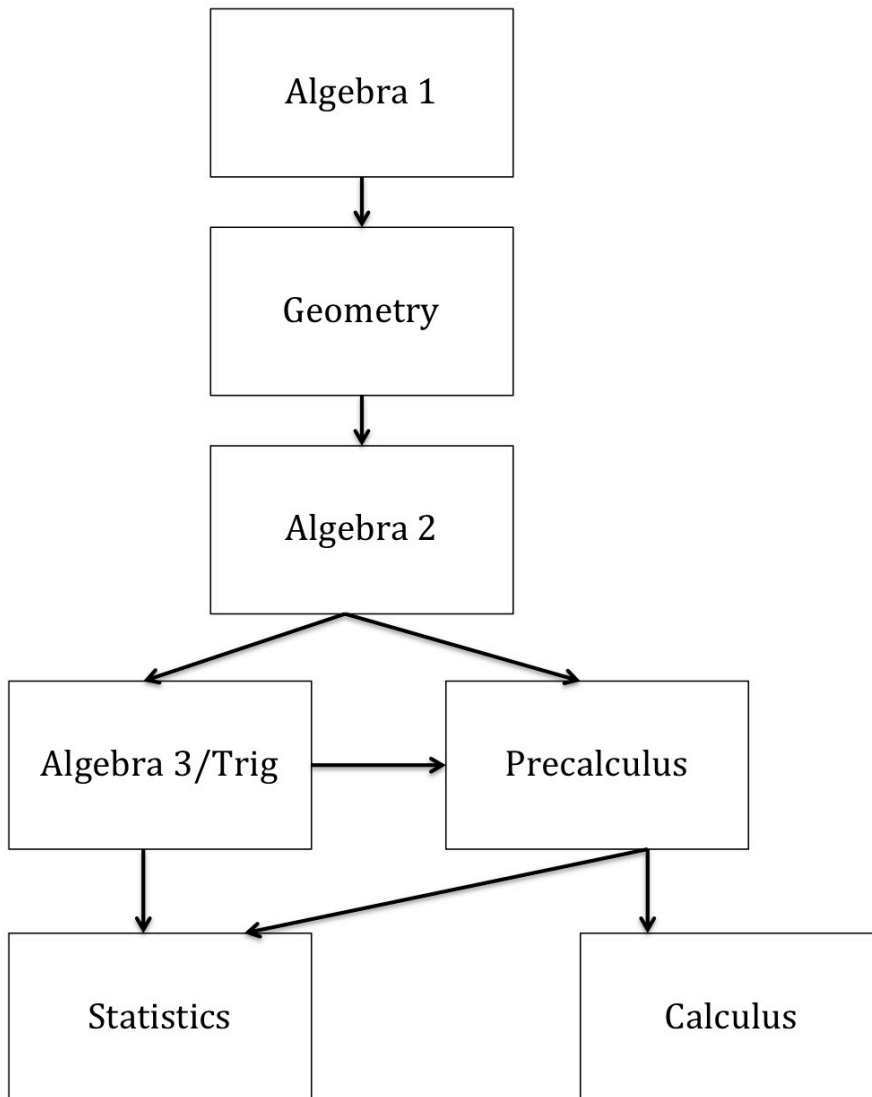 Algebra 1
Geometry
Algebra 2
Algebra 3/Trig
Precalculus
Statistics
Calculus